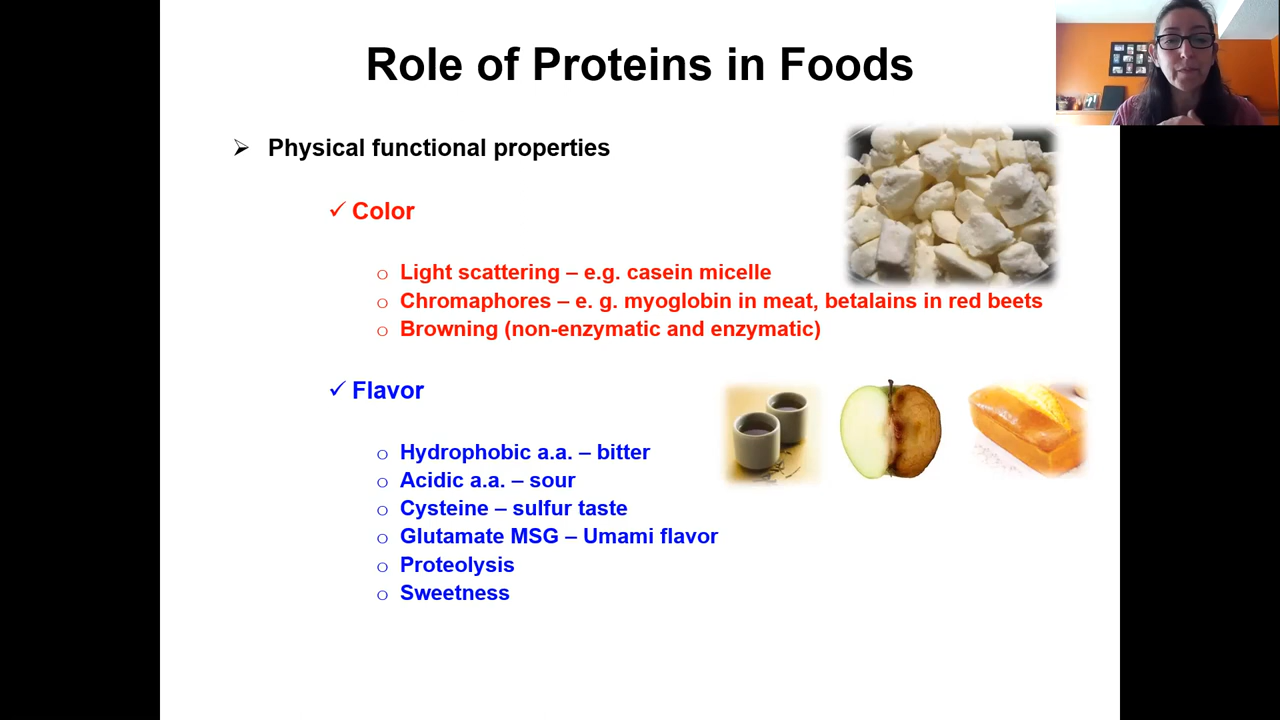 Role of Proteins in Foods
Physical functional properties
Color
Light scattering – e.g. casein micelle
Chromaphores – e. g. myoglobin in meat, betalains in red beets
Browning (non-enzymatic and enzymatic)
Flavor
Hydrophobic a.a. – bitter
Acidic a.a. – sour
Cysteine – sulfur taste
Glutamate MSG – Umami flavor
Proteolysis
Sweetness